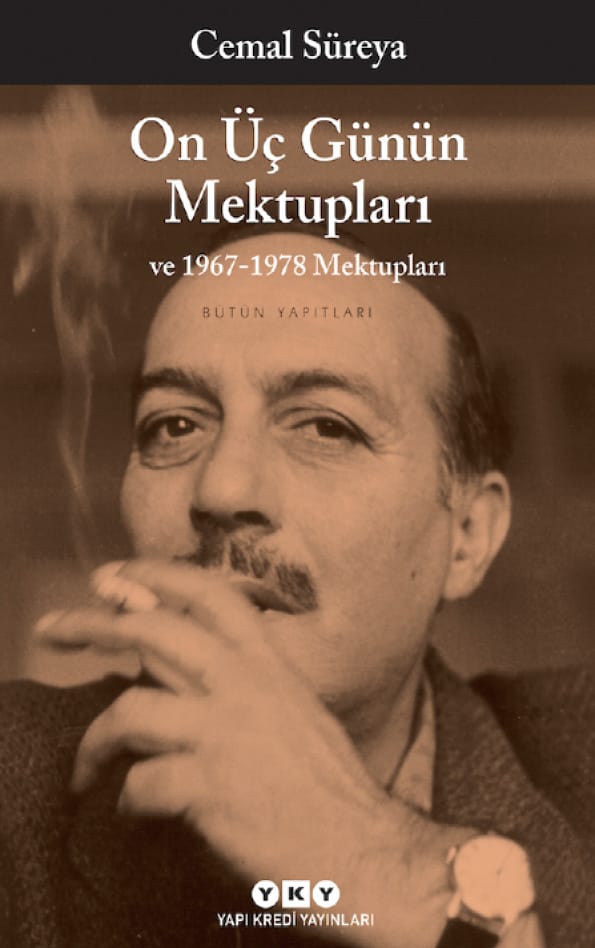 Cemal Süreya
On Üç Günün
Mektupları
ve 1967-1978 Mektupları
BÜTÜN YAPITLARI
YKY
YAPI KREDİ YAYINLARI